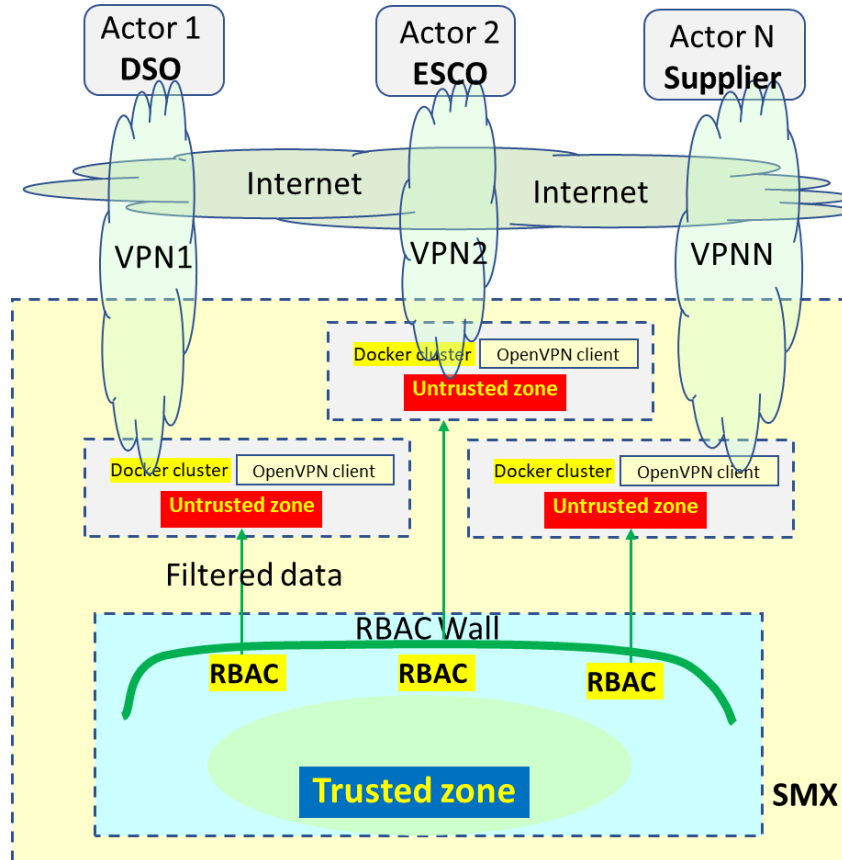 Actor 1
DSO
Actor 2
ESCO
Actor N
Supplier
Internet
Internet
VPN1
VPN2
VPNN
Docker cluster
OpenVPN client
Untrusted zone
Docker cluster
OpenVPN client
Untrusted zone
Docker cluster
OpenVPN client
Untrusted zone
Filtered data
RBAC Wall
RBAC
RBAC
RBAC
Trusted zone
SMX